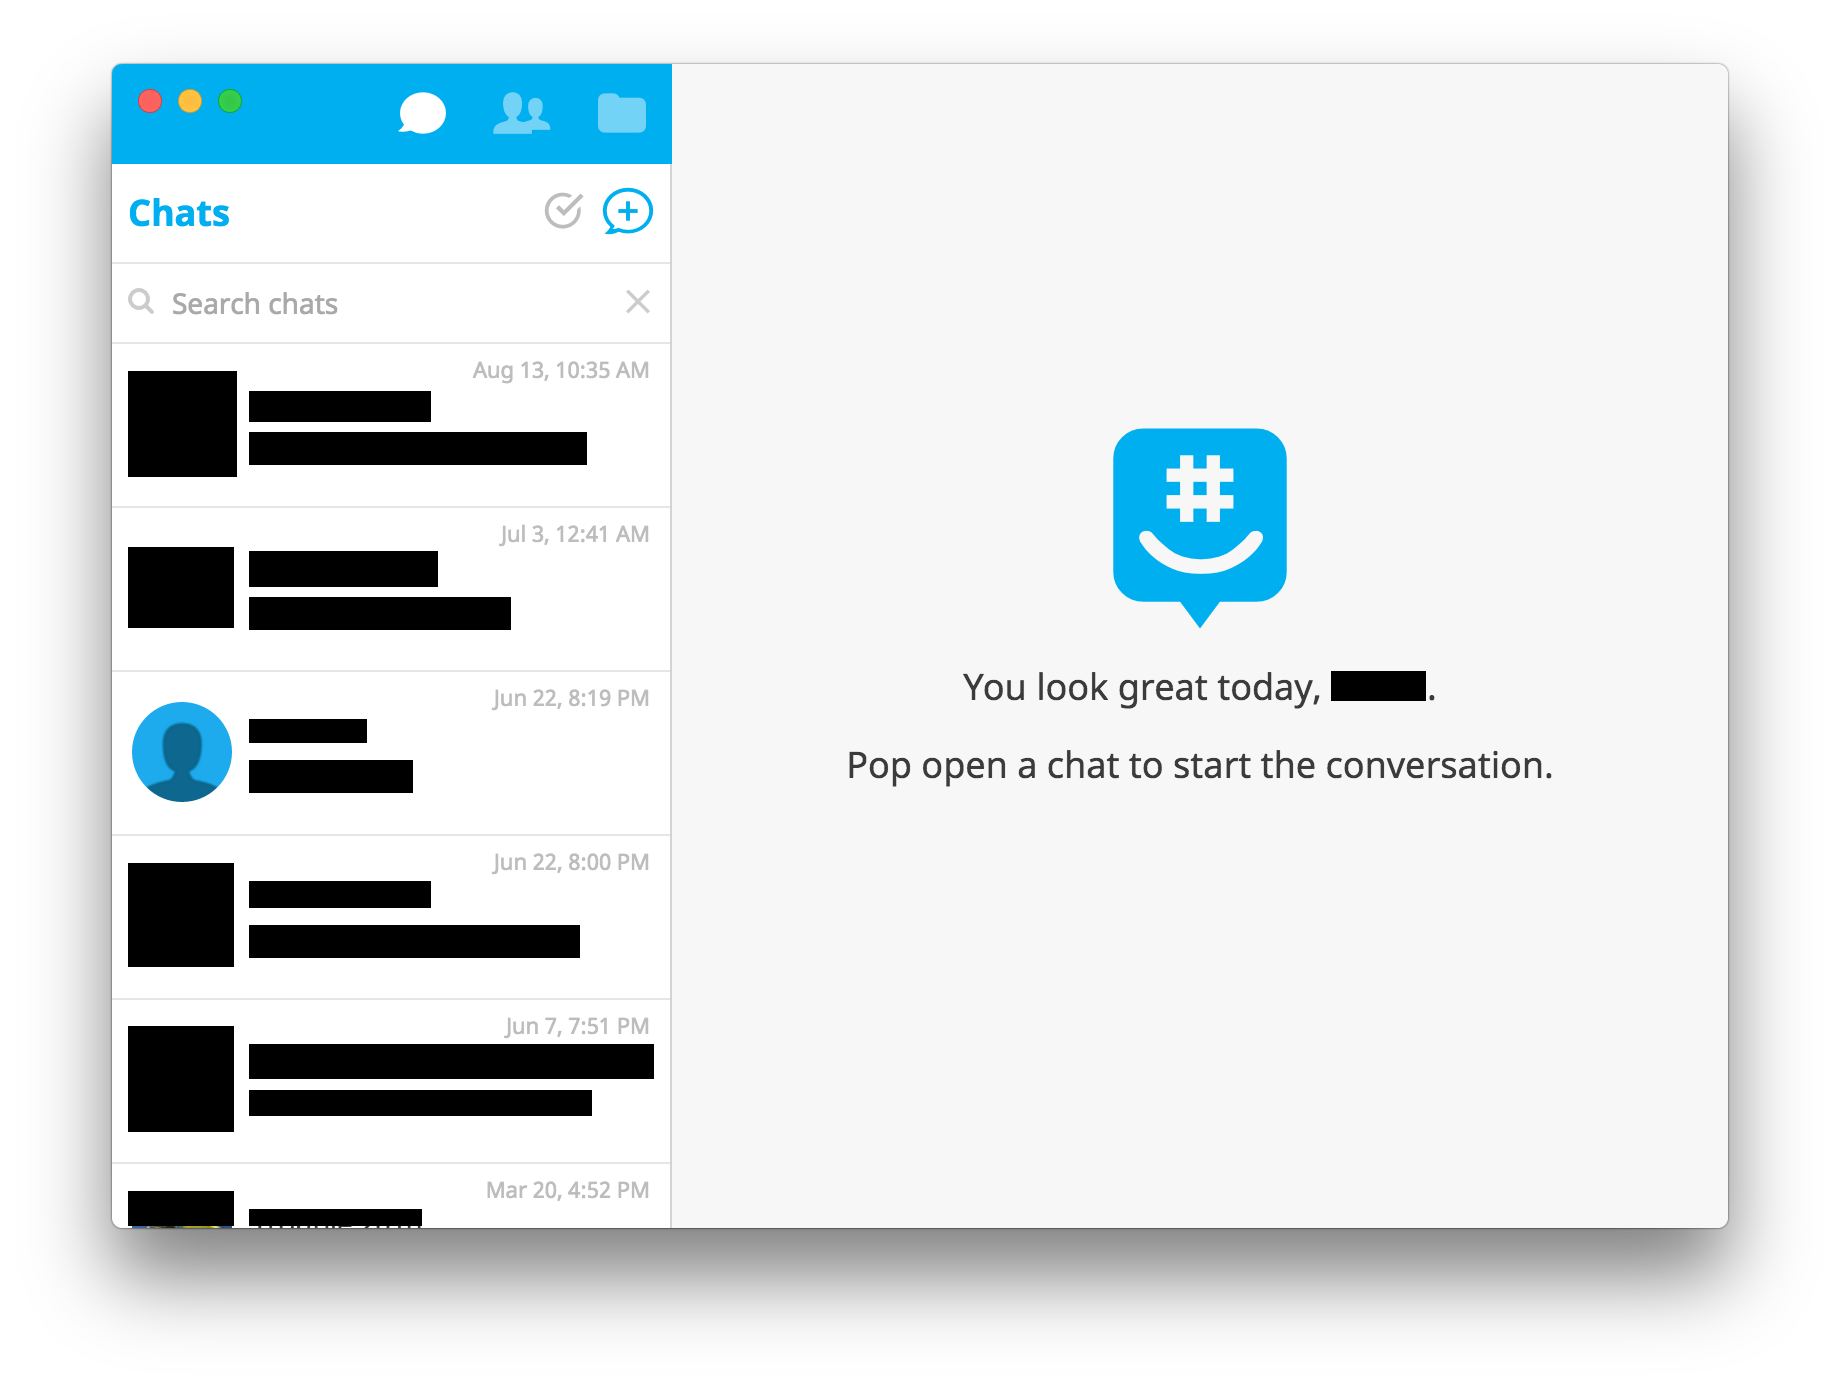 Chats
Search chats
Aug 13, 10:35 AM
Jul 3, 12:41 AM
Jun 22, 8:19 PM
Jun 22, 8:00 PM
Jun 7, 7:51 PM
Mar 20, 4:52 PM
#
You look great today, .
Pop open a chat to start the conversation.